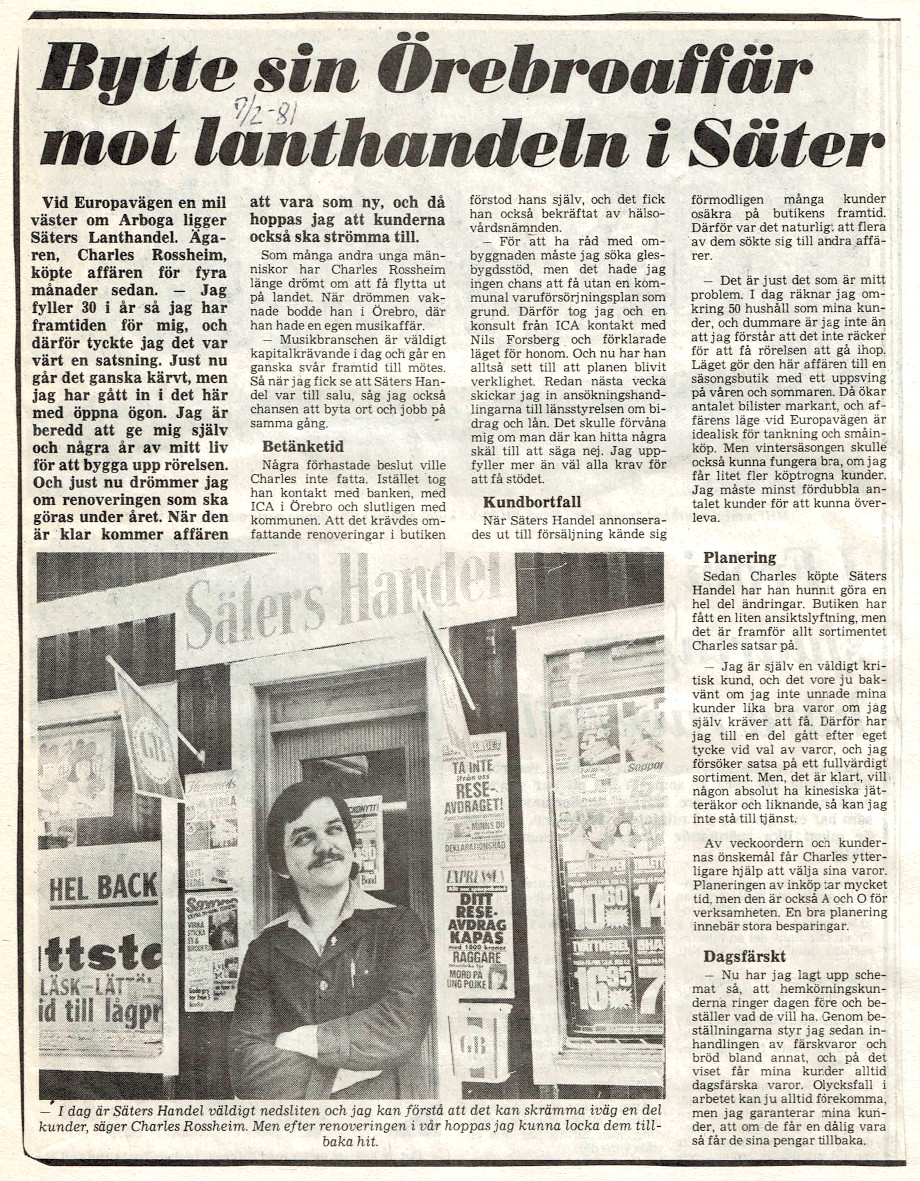 Bytte sin Örebroaffär
7/2-81
mot lanthandeln i Säter
Vid Europavägen en mil
väster om Arboga ligger
Säters Lanthandel. Äga-
ren, Charles Rossheim,
köpte affären för fyra
månader sedan. — Jag
fyller 30 i år så jag har
framtiden för mig, och
därför tyckte jag det var
värt en satsning. Just nu
går det ganska kärvt, men
jag har gått in i det här
med öppna ögon. Jag är
beredd att ge mig själv
och några år av mitt liv
för att bygga upp rörelsen.
Och just nu drömmer jag
om renoveringen som ska
göras under året. När den
är klar kommer affären
att vara som ny, och då
hoppas jag att kunderna
också ska strömma till.
Som många andra unga män-
niskor har Charles Rossheim
länge drömt om att få flytta ut
på landet. När drömmen vak-
nade bodde han i Örebro, där
han hade en egen musikaffär.
— Musikbranschen är väldigt
kapitalkrävande i dag och går en
ganska svår framtid till mötes.
Så när jag fick se att Säters Han-
del var till salu, såg jag också
chansen att byta ort och jobb på
samma gång.
Betänketid
Några förhastade beslut ville
Charles inte fatta. Istället tog
han kontakt med banken, med
ICA i Örebro och slutligen med
kommunen. Att det krävdes om-
fattande renoveringar i butiken
förstod hans själv, och det fick
han också bekräftat av hälso-
vårdsnämnden.
— För att ha råd med om-
byggnaden måste jag söka gles-
bygdsstöd, men det hade jag
ingen chans att få utan en kom-
munal varuförsörjningsplan som
grund. Därför tog jag och en
konsult från ICA kontakt med
Nils Forsberg och förklarade
läget för honom. Och nu har han
alltså sett till att planen blivit
verklighet. Redan nästa vecka
skickar jag in ansökningshand-
lingarna till länsstyrelsen om bi-
drag och lån. Det skulle förvåna
mig om man där kan hitta några
skäl till att säga nej. Jag upp-
fyller mer än väl alla krav för
att få stödet.
Kundbortfall
När Säters Handel annonsera-
des ut till försäljning kände sig
förmodligen många kunder
osäkra på butikens framtid.
Därför var det naturligt att flera
av dem sökte sig till andra affä-
rer.
— Det är just det som är mitt
problem. I dag räknar jag om-
kring 50 hushåll som mina kun-
der, och dummare är jag inte än
att jag förstår att det inte räcker
för att få rörelsen att gå ihop.
Läget gör den här affären till en
säsongsbutik med ett uppsving
på våren och sommaren. Då ökar
antalet bilister markant, och af-
färens läge vid Europavägen är
idealisk för tankning och småin-
köp. Men vintersäsongen skulle
också kunna fungera bra, om jag
får litet fler köptrogna kunder.
Jag måste minst fördubbla an-
talet kunder för att kunna över-
leva.
Planering
Sedan Charles köpte Säters
Handel har han hunnit göra en
hel del ändringar. Butiken har
fått en liten ansiktslyftning, men
det är framför allt sortimentet
Charles satsar på.
— Jag är själv en väldigt kri-
tisk kund, och det vore ju bak-
vänt om jag inte unnade mina
kunder lika bra varor om jag
själv kräver att få. Därför har
jag till en del gått efter eget
tycke vid val av varor, och jag
försöker satsa på ett fullvärdigt
sortiment. Men, det är klart, vill
någon absolut ha kinesiska jät-
teräkor och liknande, så kan jag
inte stå till tjänst.
Av veckoordern och kunder-
nas önskemål får Charles ytter-
ligare hjälp att välja sina varor.
Planeringen av inköp tar mycket
tid, men den är också A och O för
verksamheten. En bra planering
innebär stora besparingar.
Dagsfärskt
— Nu har jag lagt upp sche-
mat så, att hemkörningskun-
derna ringer dagen före och be-
ställer vad de vill ha. Genom be-
ställningarna styr jag sedan in-
handlingen av färskvaror och
bröd bland annat, och på det
viset får mina kunder alltid
dagsfärska varor. Olycksfall i
arbetet kan ju alltid förekomma,
men jag garanterar mina kun-
der, att om de får en dålig vara
så får de sina pengar tillbaka.
Säters Handel
GB
HEL BACK
ttsto
LÄSK-LÄT
id till lågpr
VIRKA
Saxons
VIRKA
STICKA
SY &
BRODERA
TA INTE
ifrån oss
RESE-
AVDRAGET!
MINNS DU
DEKLARATIONSRÅD
EXPRESSEN
DITT
RESE-
AVDRAG
KAPAS
med 1000 kronor
RAGGARE
MORD PÅ
UNG POJKE
GB
1060
14
1695
7
— I dag är Säters Handel väldigt nedsliten och jag kan förstå att det kan skrämma iväg en del
kunder, säger Charles Rossheim. Men efter renoveringen i vår hoppas jag kunna locka dem till-
baka hit.